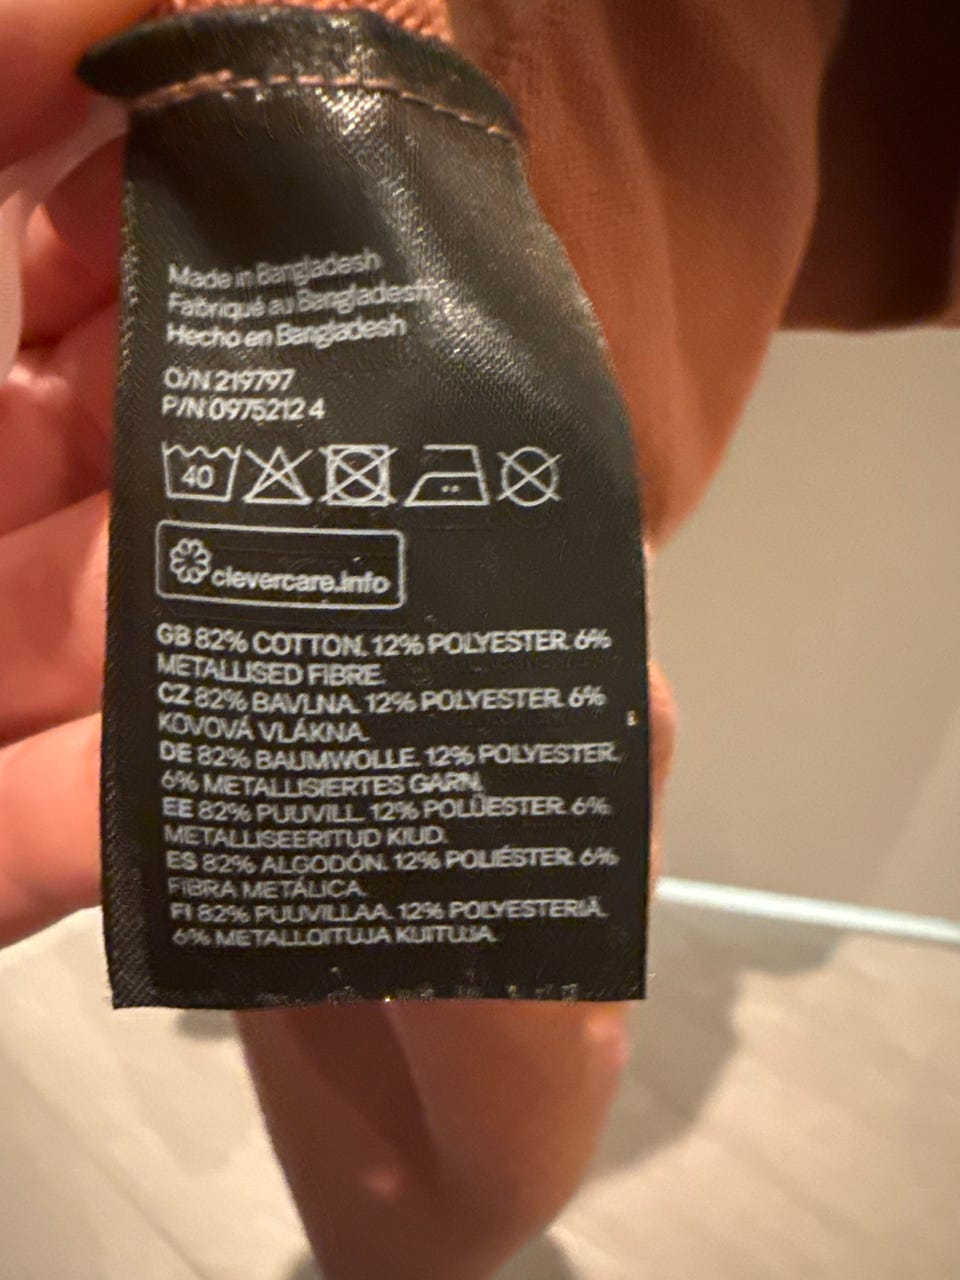 Made in Bangladesh
Fabriqué au Bangladesh
Hecho en Bangladesh
O/N 219797
P/N 0975212 4
40
clevercare.info
GB 82% COTTON. 12% POLYESTER. 6%
METALLISED FIBRE.
CZ 82% BAVLNA. 12% POLYESTER. 6%
KOVOVÁ VLÁKNA.
DE 82% BAUMWOLLE. 12% POLYESTER.
6% METALLISIERTES GARN.
EE 82% PUUVILL. 12% POLÜESTER. 6%
METALLISEERITUD KIUD.
ES 82% ALGODÓN. 12% POLIÉSTER. 6%
FIBRA METÁLICA.
FI 82% PUUVILLAA. 12% POLYESTERIÄ.
6% METALLOITUJA KUITUJA.